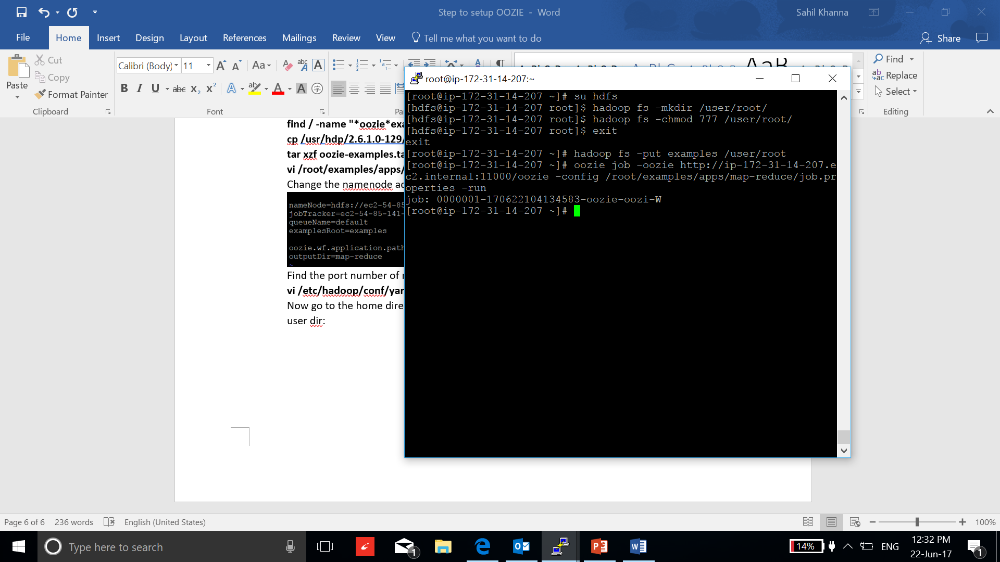 Step to setup OOZIE - Word
Sahil Khanna
File Home Insert Design Layout References Mailings Review View Tell me what you want to do
Share
Paste
Cut
Copy
Format Painter
Clipboard
Calibri (Body) 11
Font
Find
Replace
Select
Editing
find / -name "*oozie*exa
cp /usr/hdp/2.6.1.0-129/
tar xzf oozie-examples.ta
vi /root/examples/apps/
Change the namenode ad
nameNode=hdfs://ec2-54-85
jobTracker=ec2-54-85-141-
queueName=default
examplesRoot=examples
oozie.wf.application.path
outputDir=map-reduce
~
Find the port number of r
vi /etc/hadoop/conf/yar
Now go to the home dire
user dir:
root@ip-172-31-14-207:~
[root@ip-172-31-14-207 ~]# su hdfs
[hdfs@ip-172-31-14-207 root]$ hadoop fs -mkdir /user/root/
[hdfs@ip-172-31-14-207 root]$ hadoop fs -chmod 777 /user/root/
[hdfs@ip-172-31-14-207 root]$ exit
exit
[root@ip-172-31-14-207 ~]# hadoop fs -put examples /user/root
[root@ip-172-31-14-207 ~]# oozie job -oozie http://ip-172-31-14-207.e
c2.internal:11000/oozie -config /root/examples/apps/map-reduce/job.pr
operties -run
job: 0000001-170622104134583-oozie-oozi-W
[root@ip-172-31-14-207 ~]#
Page 6 of 6 236 words English (United States)
100%
Type here to search
1
14%
ENG
12:32 PM
22-Jun-17
1